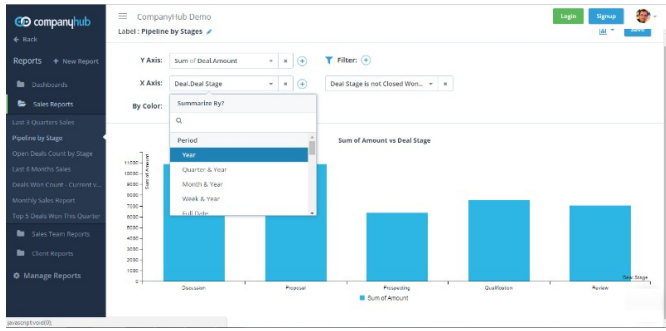 companyhub
CompanyHub Demo
Login
Signup
Back
Label : Pipeline by Stages
Save
Reports + New Report
Dashboards
Sales Reports
Last 4 Quarters Sales
Pipeline by Stage
Open Deals Count by Stage
Last 6 Months Sales
Deals Won Count - Current v...
Monthly Sales Report
Top 5 Deals Won This Quarter
Sales Team Reports
Client Reports
Manage Reports
Y Axis: Sum of Deal.Amount
Filter:
X Axis: Deal.Deal Stage
Deal Stage is not Closed Won..
By Color:
Summarize By?
Period
Year
Quarter & Year
Month & Year
Week & Year
Full Date
Sum of Amount vs Deal Stage
Sum of Amount
11000
10000
9000
8000
7000
6000
5000
4000
3000
2000
1000
0
Deal Stage
Discussion
Proposal
Prospecting
Qualification
Review
Sum of Amount
javascript:void(0);